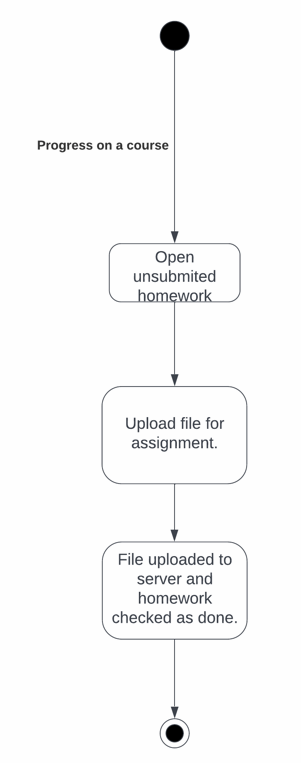 Progress on a course
Open
unsubmited
homework
Upload file for
assignment.
File uploaded to
server and
homework
checked as done.